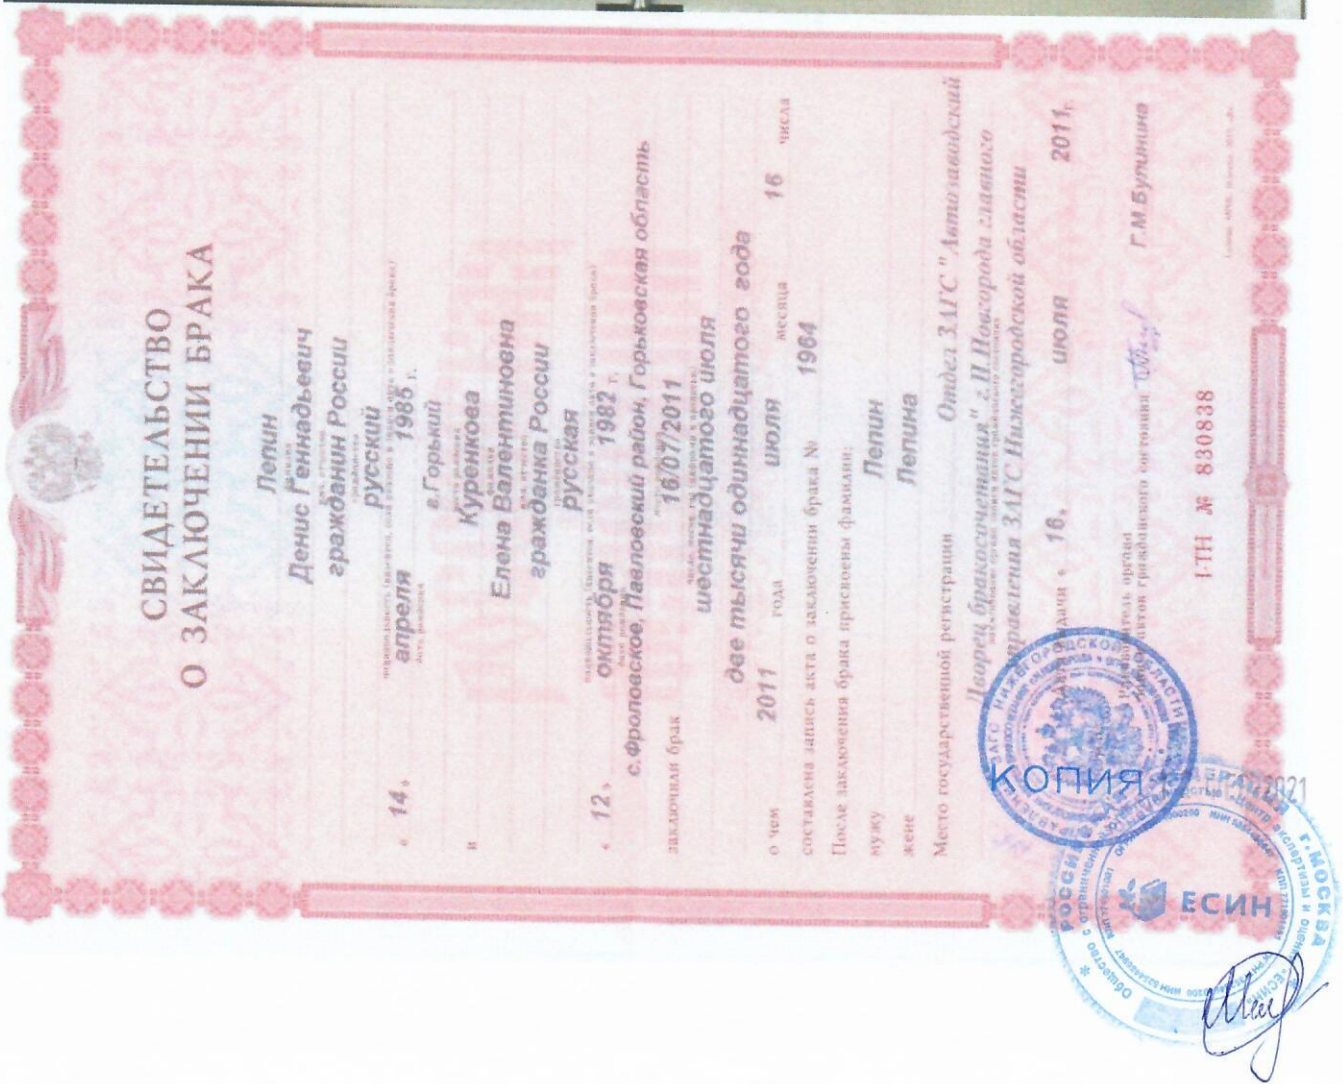 СВИДЕТЕЛЬСТВО
О ЗАКЛЮЧЕНИИ БРАКА
Лепин
Денис Геннадьевич
гражданин России
русский
« 14 » апреля 1985 г.
г.Горький
и
Куренкова
Елена Валентиновна
гражданка России
русская
« 12 » октября 1982 г.
с.Фроловское, Павловский район, Горьковская область
заключили брак 16/07/2011
шестнадцатого июля
две тысячи одиннадцатого года
о чем 2011 года июля месяца 16 числа
составлена запись акта о заключении брака № 1964
После заключения брака присвоены фамилии:
мужу Лепин
жене Лепина
Место государственной регистрации Отдел ЗАГС "Автозаводский
Дворец бракосочетания" г.Н.Новгорода главного
управления ЗАГС Нижегородской области
выдачи « 16 » июля 2011 г.
Руководитель органа
актов гражданского состояния Г.М.Булинина
I-ТН № 830838
КОПИЯ
2021
г. МОСКВА
ЕСИН